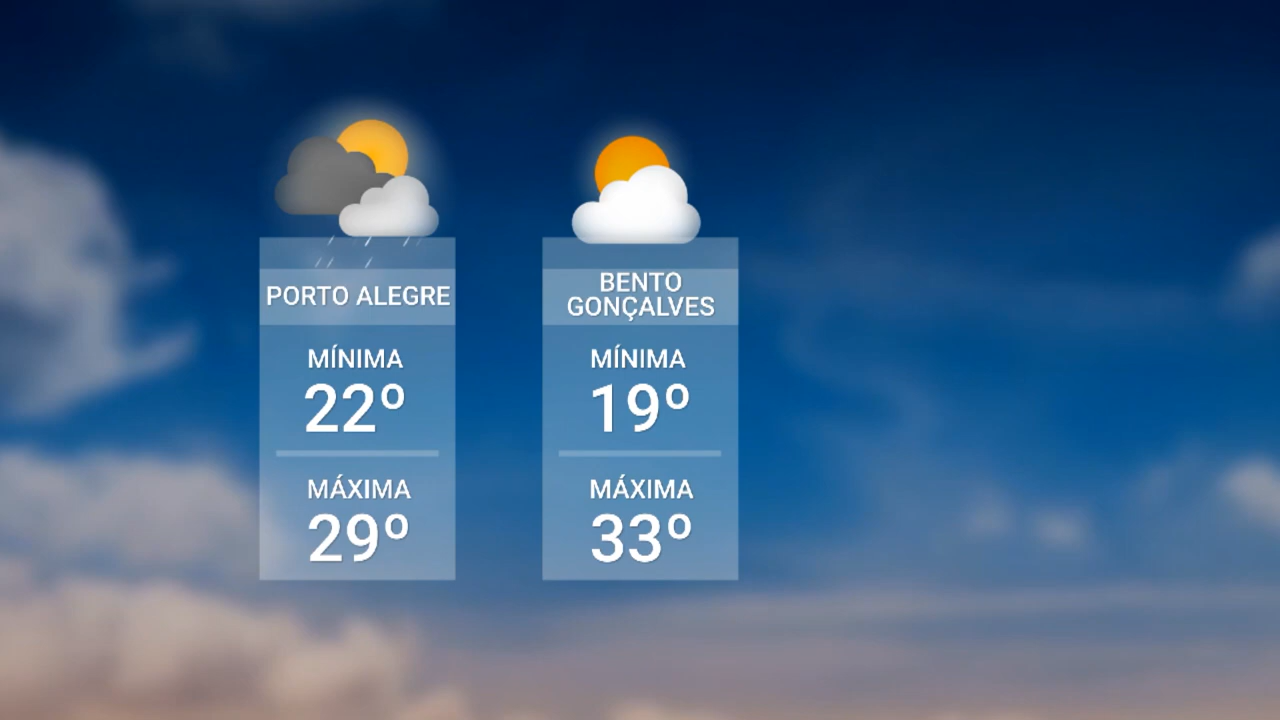 PORTO ALEGRE
MÍNIMA
22º
MÁXIMA
29º
BENTO
GONÇALVES
MÍNIMA
19º
MÁXIMA
33º